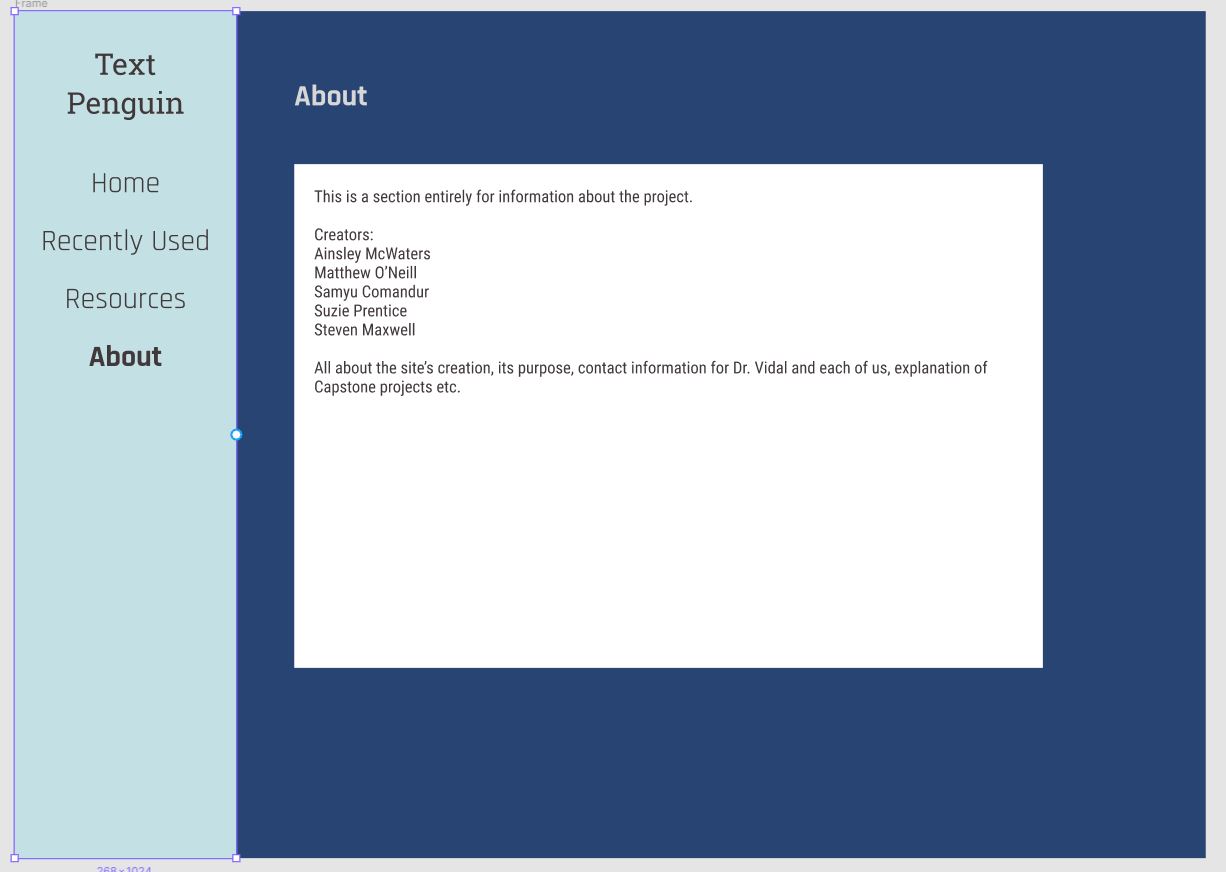 Frame
Text
Penguin
Home
Recently Used
Resources
About
About
This is a section entirely for information about the project.
Creators:
Ainsley McWaters
Matthew O’Neill
Samyu Comandur
Suzie Prentice
Steven Maxwell
All about the site’s creation, its purpose, contact information for Dr. Vidal and each of us, explanation of
Capstone projects etc.
268 × 1024